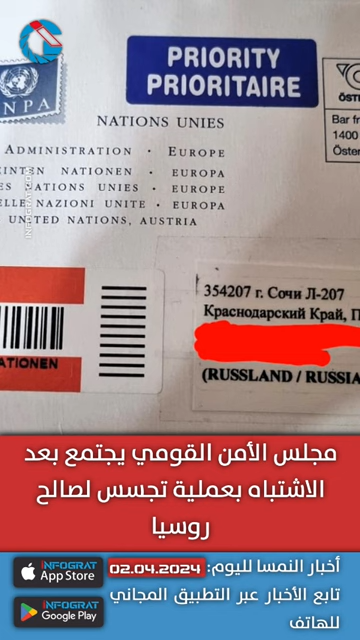 PRIORITY
PRIORITAIRE
NPA
NATIONS UNIES
ÖST
Bar fr
1400
Öster
ADMINISTRATION · EUROPE
EINTEN NATIONEN · EUROPA
ES NATIONS UNIES · EUROPE
ELLE NAZIONI UNITE · EUROPA
UNITED NATIONS, AUSTRIA
354207 г. Сочи Л-207
Краснодарский Край, П
(RUSSLAND / RUSSIA
ATIONEN
مجلس الأمن القومي يجتمع بعد
الاشتباه بعملية تجسس لصالح
روسيا
أخبار النمسا لليوم: 02.04.2024
تابع الأخبار عبر التطبيق المجاني
للهاتف
INFOGRAT
App Store
INFOGRAT
Google Play